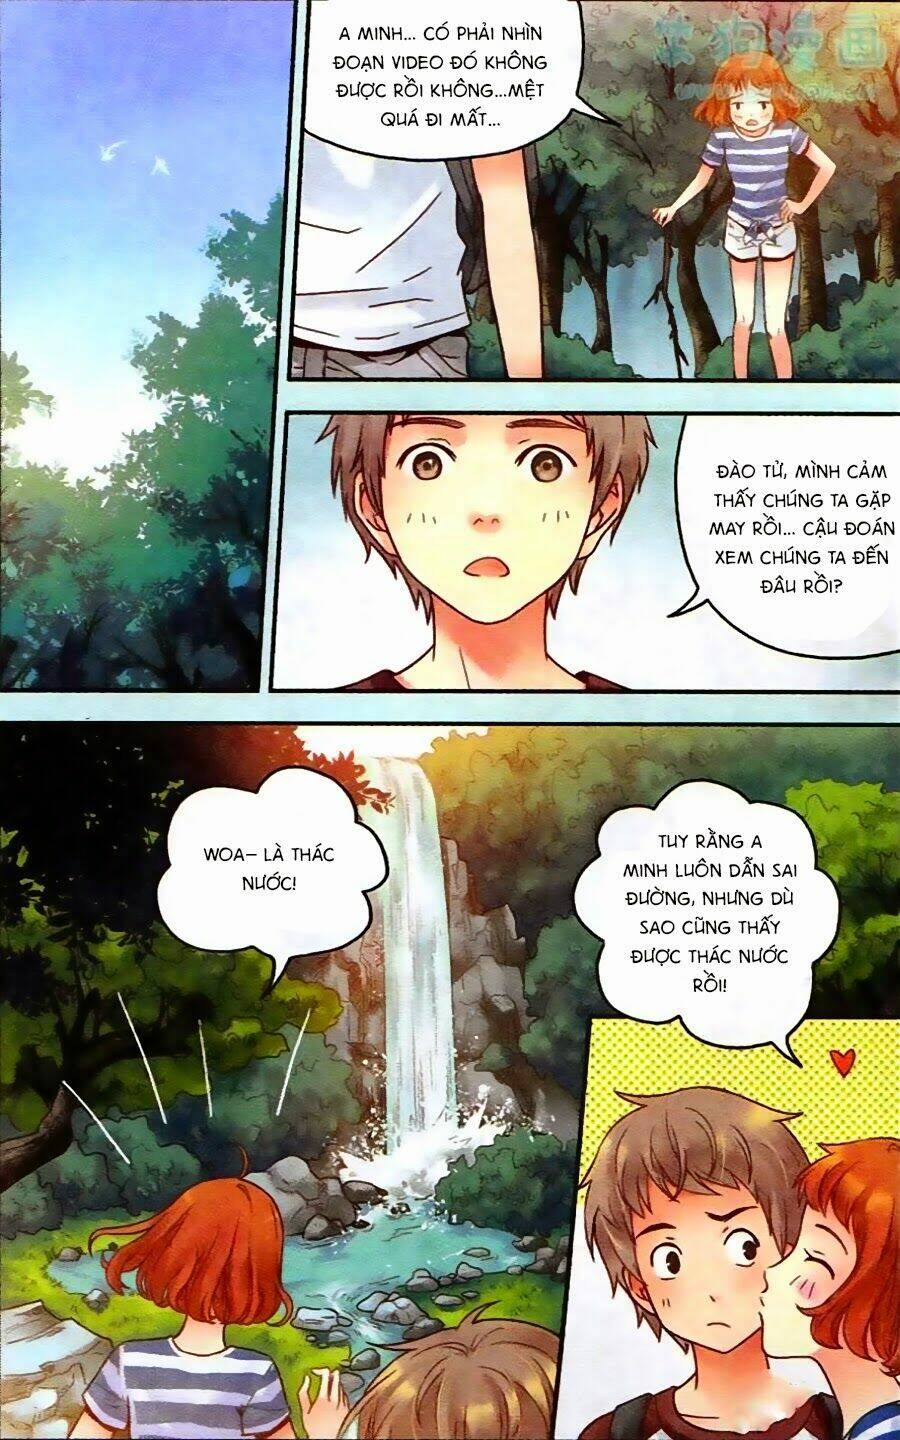 A MINH... CÓ PHẢI NHÌN
ĐOẠN VIDEO ĐÓ KHÔNG
ĐƯỢC RỒI KHÔNG...MỆT
QUÁ ĐI MẤT...
ĐÀO TỬ, MÌNH CẢM
THẤY CHÚNG TA GẶP
MAY RỒI... CẬU ĐOÁN
XEM CHÚNG TA ĐẾN
ĐÂU RỒI?
WOA- LÀ THÁC
NƯỚC!
TUY RẰNG A
MINH LUÔN DẪN SAI
ĐƯỜNG, NHƯNG DÙ
SAO CŨNG THẤY
ĐƯỢC THÁC NƯỚC
RỒI!